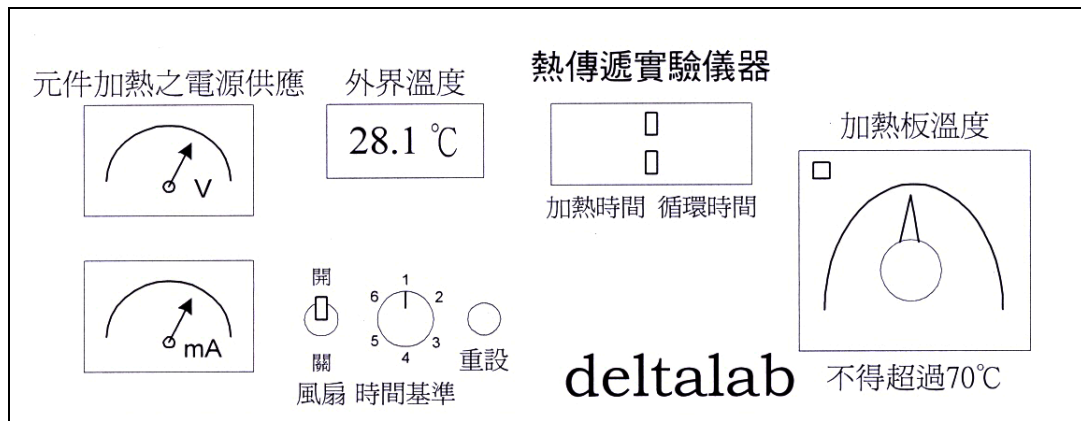 熱傳遞實驗儀器
元件加熱之電源供應
外界溫度
28.1 ℃
V
加熱時間 循環時間
加熱板溫度
mA
開
關
風扇 時間基準
1
2
3
4
5
6
重設
deltalab
不得超過70℃